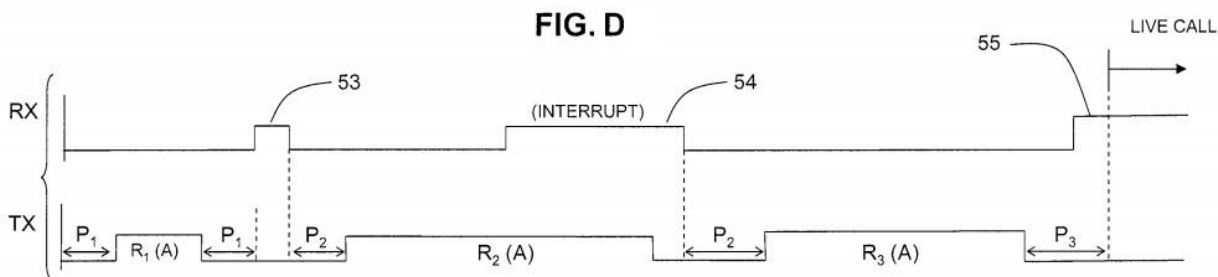 FIG. D
LIVE CALL
53
(INTERRUPT)
54
55
RX
TX
P₁
R₁ (A)
P₁
P₂
R₂ (A)
P₂
R₃ (A)
P₃